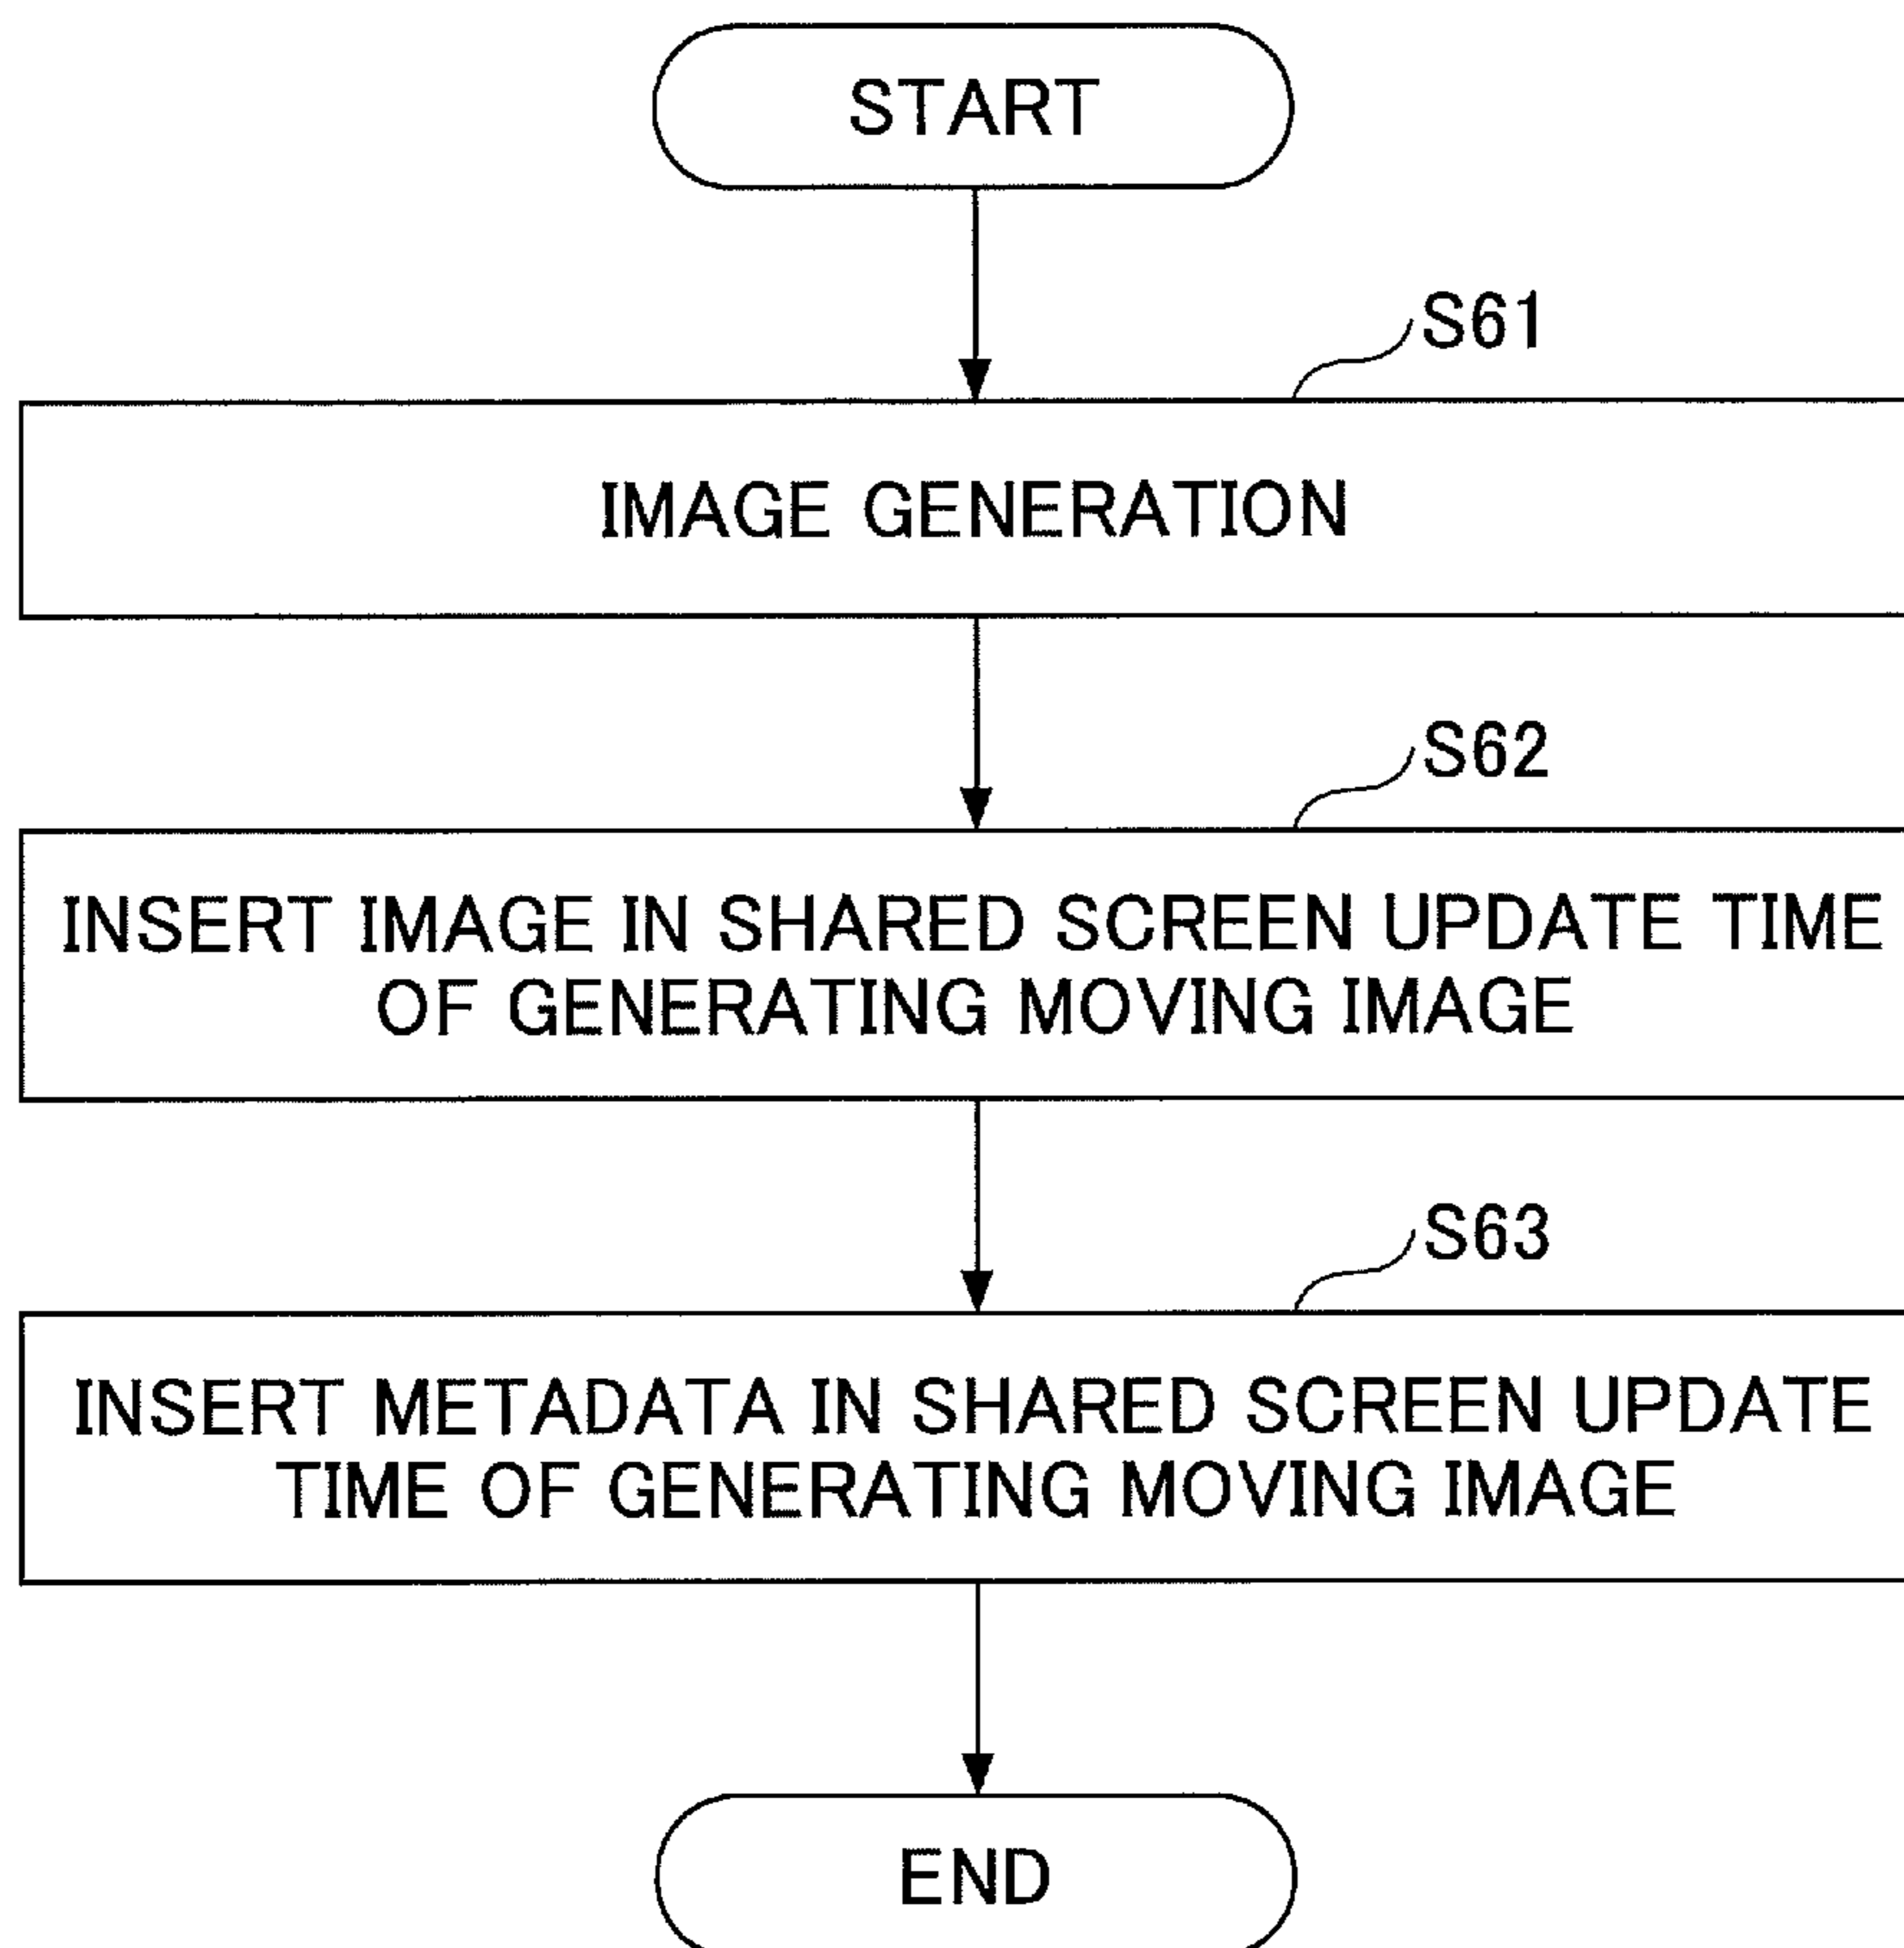 START
S61
IMAGE GENERATION
S62
INSERT IMAGE IN SHARED SCREEN UPDATE TIME
OF GENERATING MOVING IMAGE
S63
INSERT METADATA IN SHARED SCREEN UPDATE
TIME OF GENERATING MOVING IMAGE
END